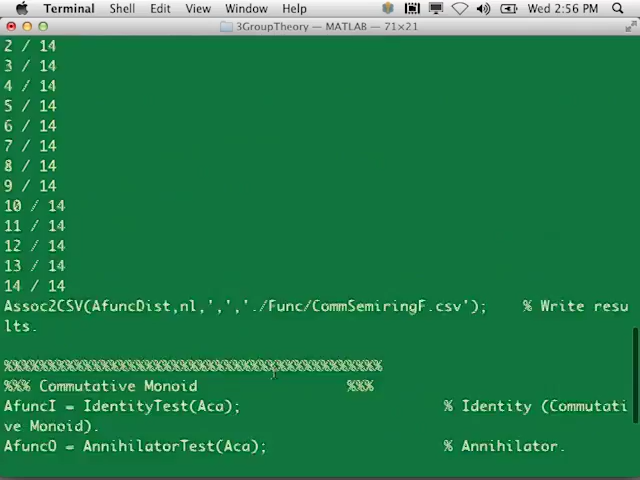 Terminal Shell Edit View Window Help Wed 2:56 PM
3GroupTheory — MATLAB — 71×21
2 / 14
3 / 14
4 / 14
5 / 14
6 / 14
7 / 14
8 / 14
9 / 14
10 / 14
11 / 14
12 / 14
13 / 14
14 / 14
Assoc2CSV(AfuncDist,nl,',','./Func/CommSemiringF.csv');    % Write resu
lts.
%%%%%%%%%%%%%%%%%%%%%%%%%%%%%%%%%%%%%%%%%%%
%%% Commutative Monoid                 %%%
AfuncI = IdentityTest(Aca);                       % Identity (Commutati
ve Monoid).
Afunc0 = AnnihilatorTest(Aca);                    % Annihilator.